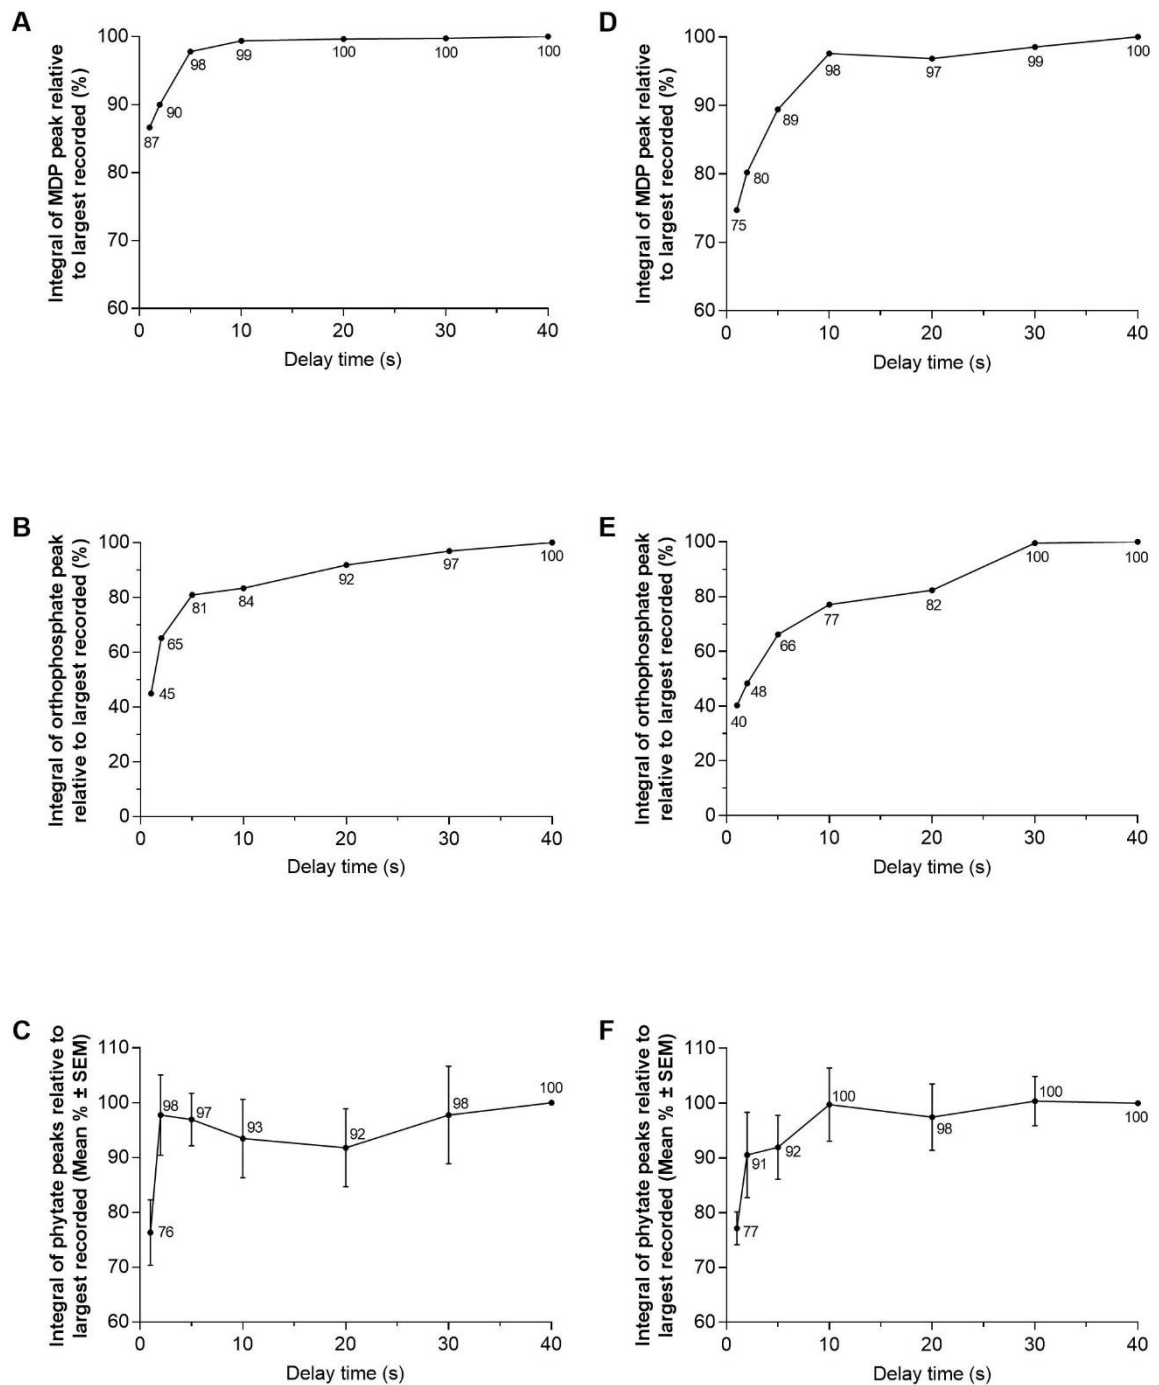 A
Integral of MDP peak relative
to largest recorded (%)
100
90
80
70
60
87
90
98
99
100
100
100
0 10 20 30 40
Delay time (s)
D
Integral of MDP peak relative
to largest recorded (%)
100
90
80
70
60
75
80
89
98
97
99
100
0 10 20 30 40
Delay time (s)
B
Integral of orthophosphate peak
relative to largest recorded (%)
100
80
60
40
20
0
45
65
81
84
92
97
100
0 10 20 30 40
Delay time (s)
E
Integral of orthophosphate peak
relative to largest recorded (%)
100
80
60
40
20
0
40
48
66
77
82
100
100
0 10 20 30 40
Delay time (s)
C
Integral of phytate peaks relative to
largest recorded (Mean % ± SEM)
110
100
90
80
70
60
76
98
97
93
92
98
100
0 10 20 30 40
Delay time (s)
F
Integral of phytate peaks relative to
largest recorded (Mean % ± SEM)
110
100
90
80
70
60
77
91
92
100
98
100
100
0 10 20 30 40
Delay time (s)